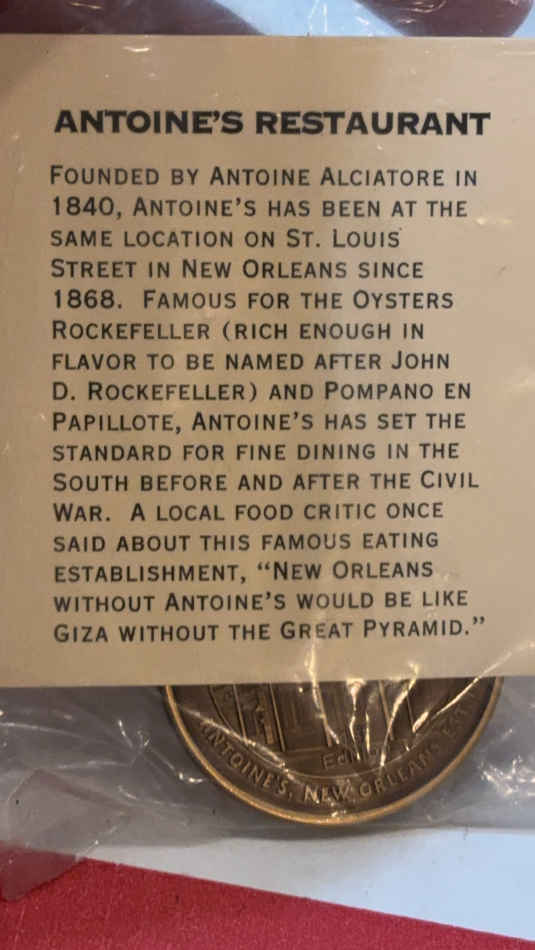 ANTOINE'S RESTAURANT
FOUNDED BY ANTOINE ALCIATORE IN
1840, ANTOINE'S HAS BEEN AT THE
SAME LOCATION ON ST. LOUIS
STREET IN NEW ORLEANS SINCE
1868. FAMOUS FOR THE OYSTERS
ROCKEFELLER (RICH ENOUGH IN
FLAVOR TO BE NAMED AFTER JOHN
D. ROCKEFELLER) AND POMPANO EN
PAPILLOTE, ANTOINE'S HAS SET THE
STANDARD FOR FINE DINING IN THE
SOUTH BEFORE AND AFTER THE CIVIL
WAR. A LOCAL FOOD CRITIC ONCE
SAID ABOUT THIS FAMOUS EATING
ESTABLISHMENT, “NEW ORLEANS
WITHOUT ANTOINE'S WOULD BE LIKE
GIZA WITHOUT THE GREAT PYRAMID.”
ANTOINE'S, NEW ORLEANS